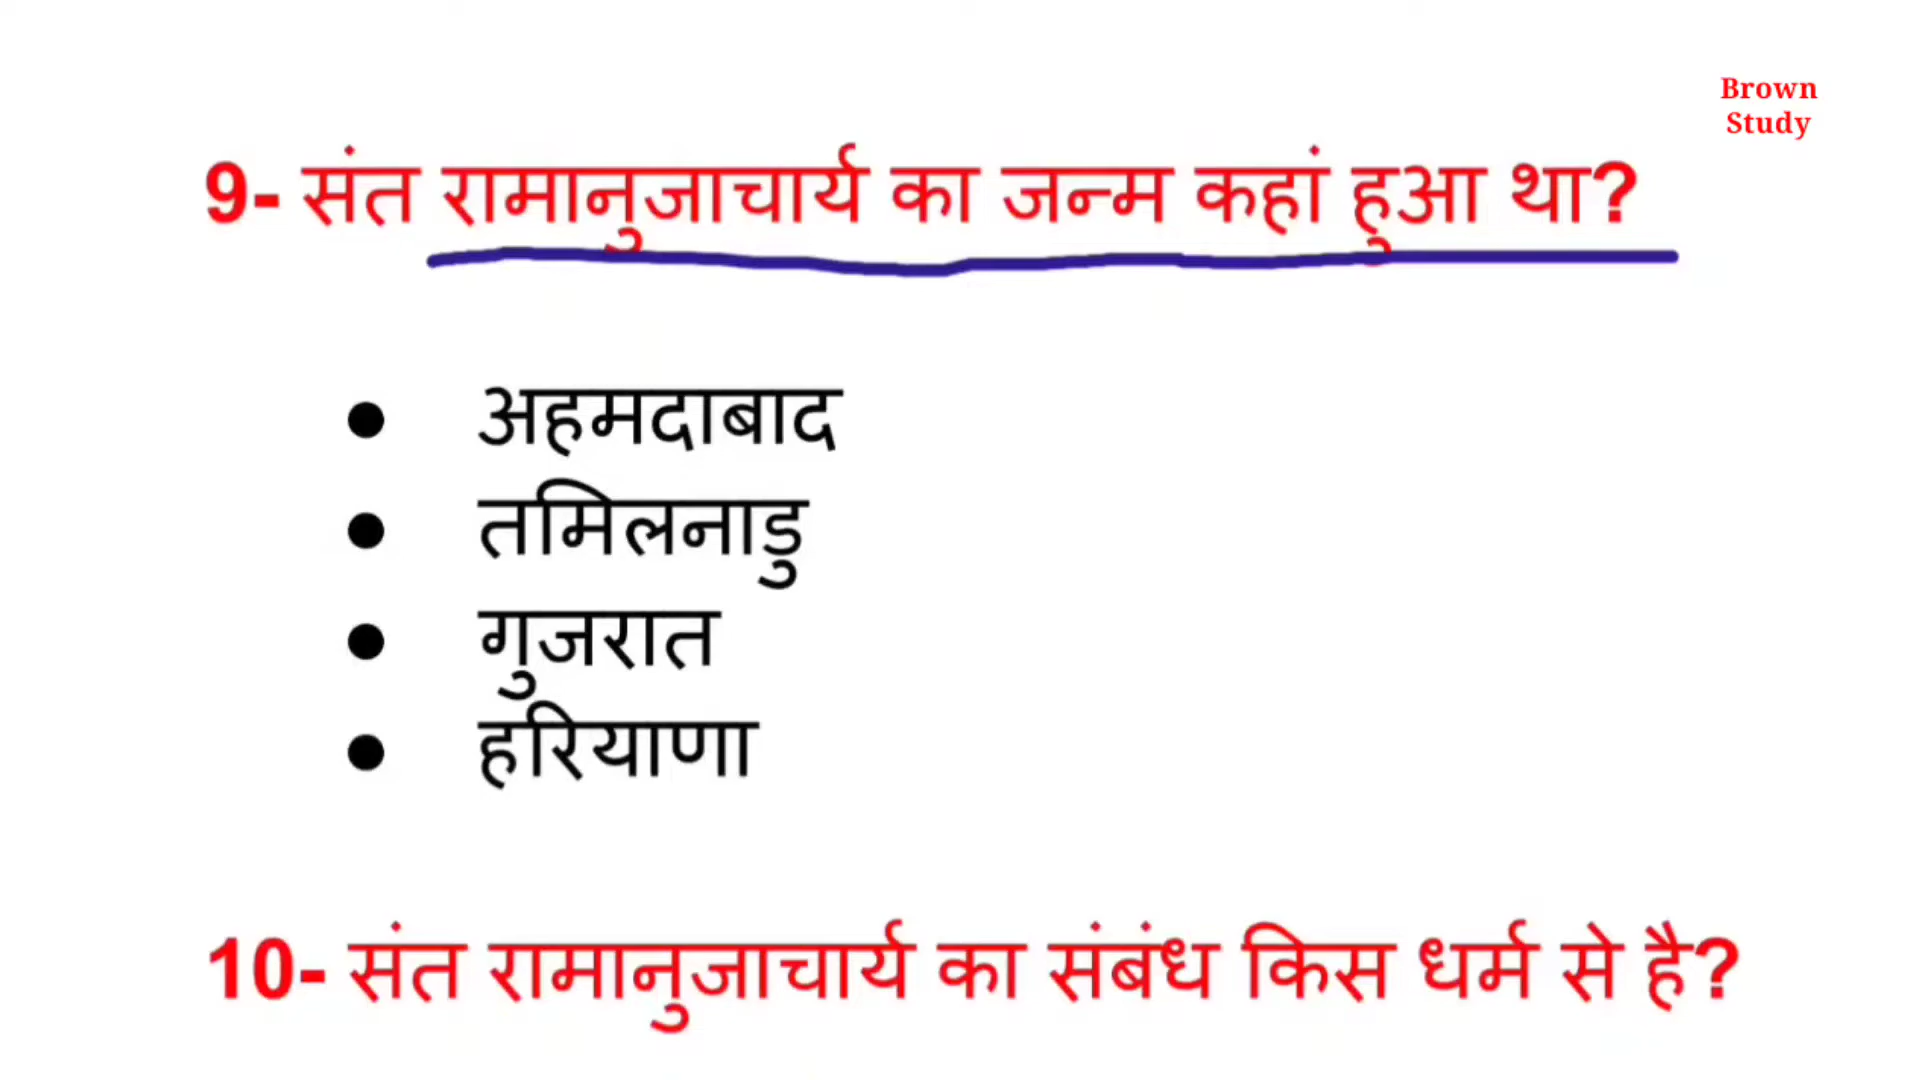 Brown
Study
9- संत रामानुजाचार्य का जन्म कहां हुआ था?
● अहमदाबाद
● तमिलनाडु
● गुजरात
● हरियाणा
10- संत रामानुजाचार्य का संबंध किस धर्म से है?